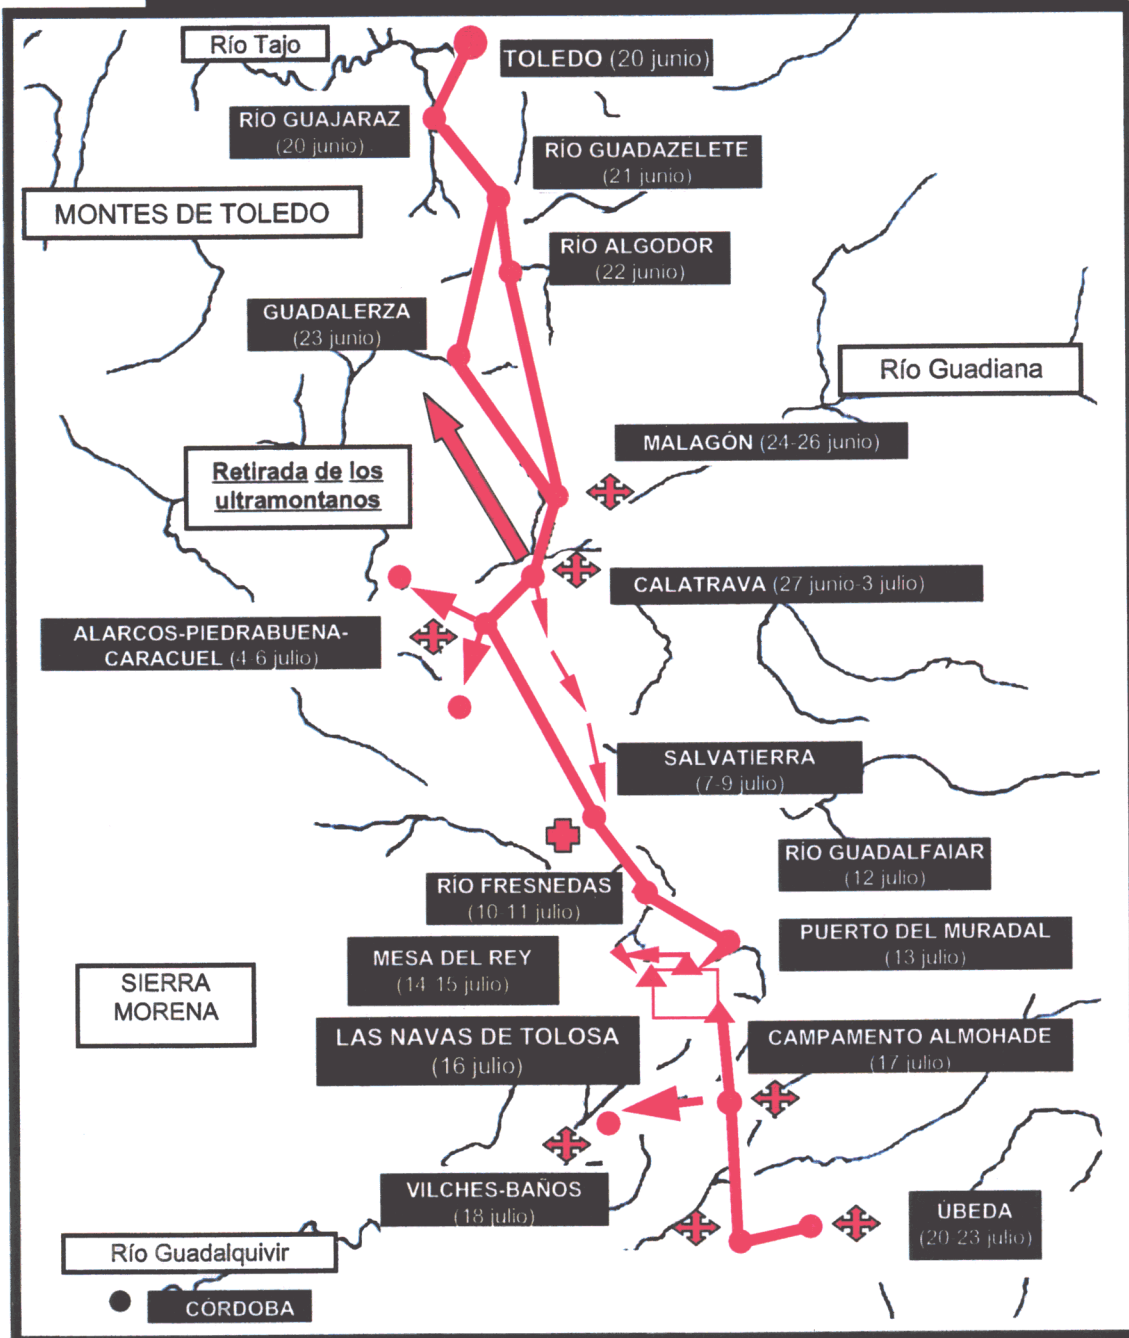 Río Tajo
TOLEDO (20 junio)
RÍO GUAJARAZ
(20 junio)
RÍO GUADAZELETE
(21 junio)
MONTES DE TOLEDO
RÍO ALGODOR
(22 junio)
GUADALERZA
(23 junio)
Río Guadiana
MALAGÓN (24-26 junio)
Retirada de los
ultramontanos
CALATRAVA (27 junio-3 julio)
ALARCOS-PIEDRABUENA-
CARACUEL (4-6 julio)
SALVATIERRA
(7-9 julio)
RÍO GUADALFAIAR
(12 julio)
RÍO FRESNEDAS
(10-11 julio)
PUERTO DEL MURADAL
(13 julio)
MESA DEL REY
(14-15 julio)
SIERRA
MORENA
LAS NAVAS DE TOLOSA
(16 julio)
CAMPAMENTO ALMOHADE
(17 julio)
VILCHES-BAÑOS
(18 julio)
ÚBEDA
(20-23 julio)
Río Guadalquivir
CÓRDOBA